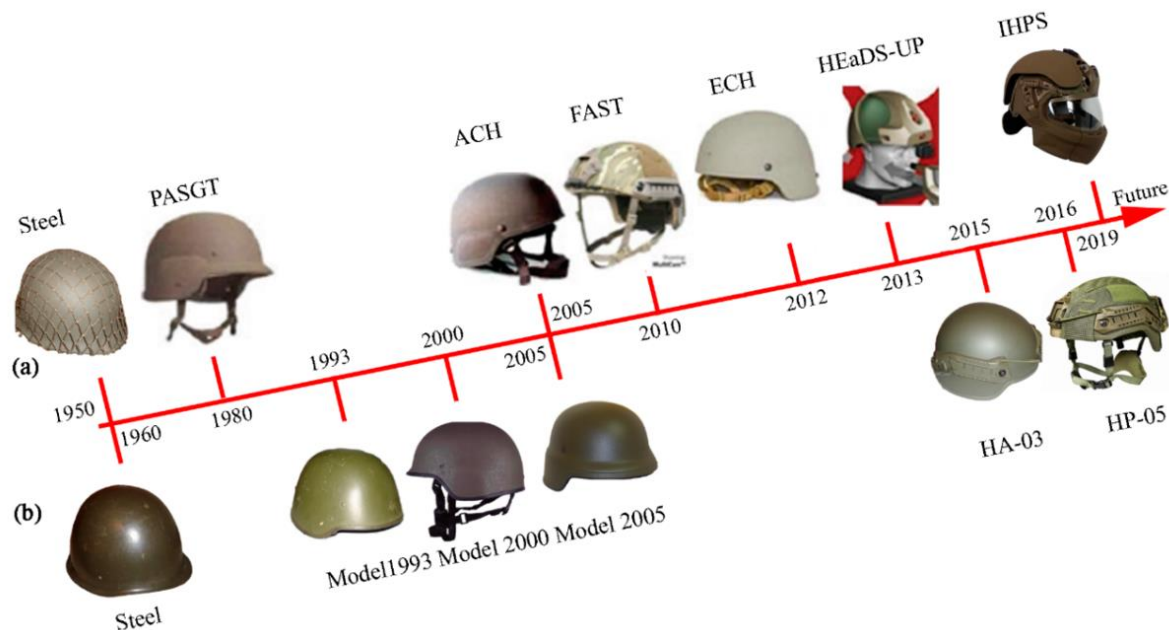 IHPS
HEaDS-UP
ECH
FAST
ACH
PASGT
Steel
MultiCam™
Future
2016
2019
2015
2013
2012
2010
2005
2005
2000
1993
1980
1950
1960
(a)
HP-05
HA-03
(b)
Model1993 Model 2000 Model 2005
Steel